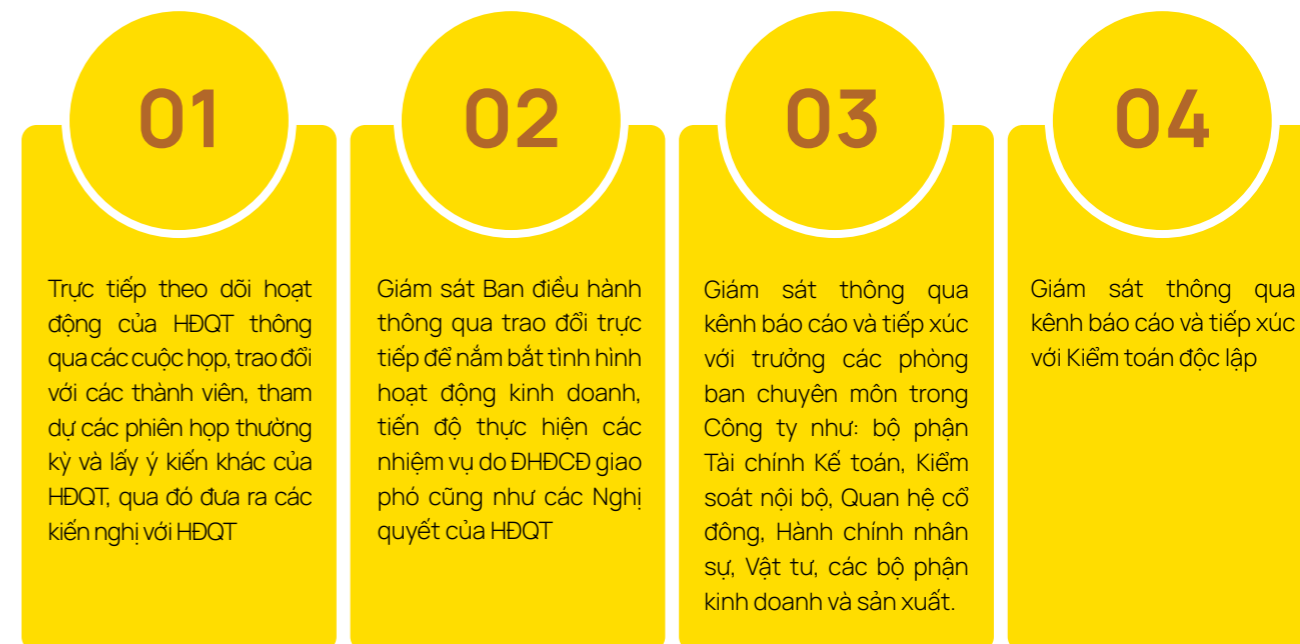 01
Trực tiếp theo dõi hoạt
động của HĐQT thông
qua các cuộc họp, trao đổi
với các thành viên, tham
dự các phiên họp thường
kỳ và lấy ý kiến khác của
HĐQT, qua đó đưa ra các
kiến nghị với HĐQT
02
Giám sát Ban điều hành
thông qua trao đổi trực
tiếp để nắm bắt tình hình
hoạt động kinh doanh,
tiến độ thực hiện các
nhiệm vụ do ĐHĐCĐ giao
phó cũng như các Nghị
quyết của HĐQT
03
Giám sát thông qua
kênh báo cáo và tiếp xúc
với trưởng các phòng
ban chuyên môn trong
Công ty như: bộ phận
Tài chính Kế toán, Kiểm
soát nội bộ, Quan hệ cổ
đông, Hành chính nhân
sự, Vật tư, các bộ phận
kinh doanh và sản xuất.
04
Giám sát thông qua
kênh báo cáo và tiếp xúc
với Kiểm toán độc lập